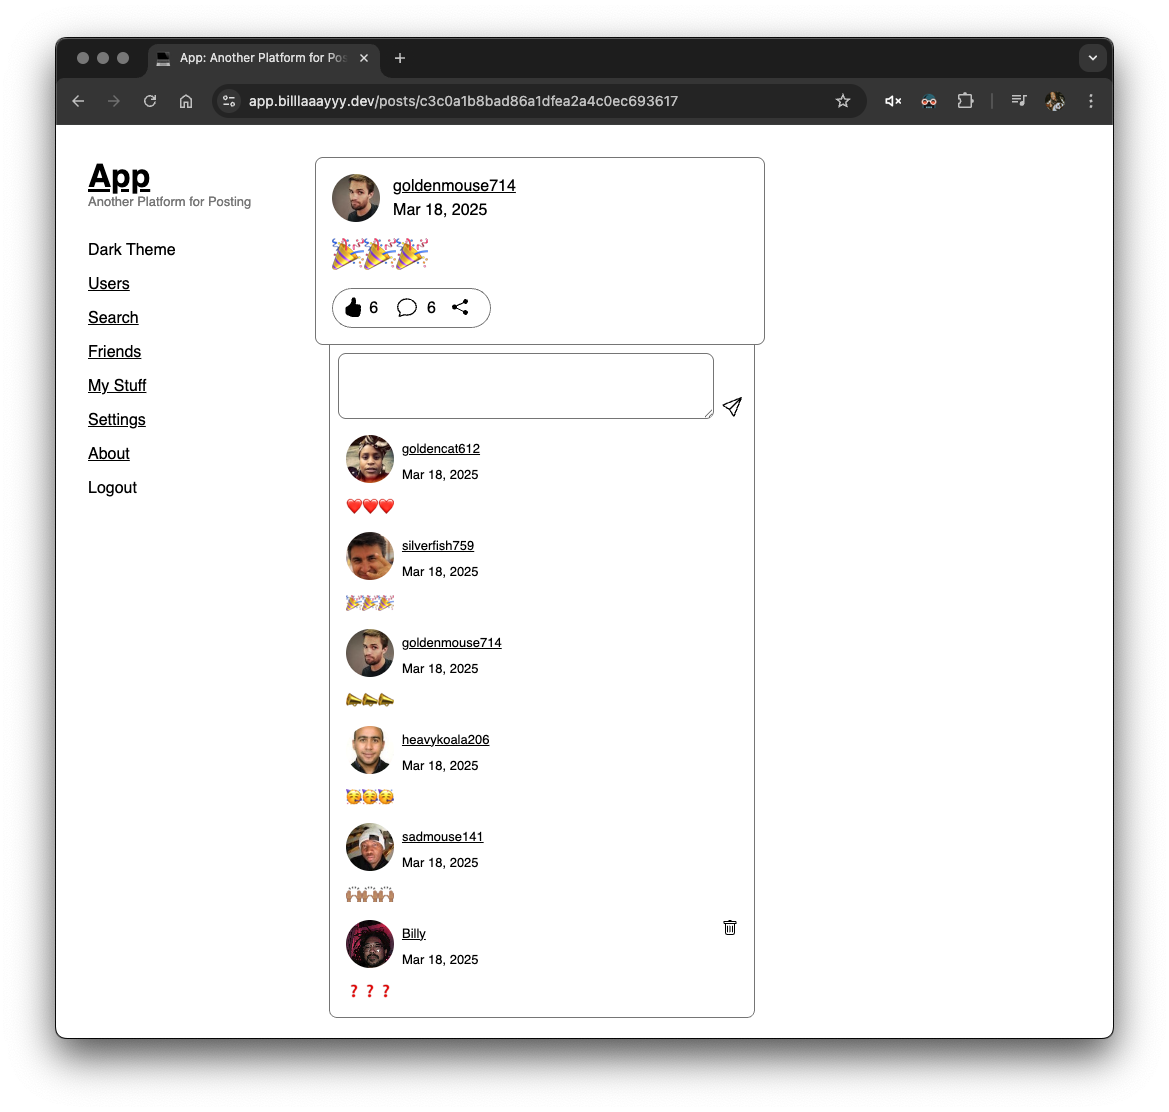 App: Another Platform for Pos
app.billlaaayyy.dev/posts/c3c0a1b8bad86a1dfea2a4c0ec693617
App
Another Platform for Posting
Dark Theme
Users
Search
Friends
My Stuff
Settings
About
Logout
goldenmouse714
Mar 18, 2025
🎉🎉🎉
6 6
goldencat612
Mar 18, 2025
❤️❤️❤️
silverfish759
Mar 18, 2025
🎉🎉🎉
goldenmouse714
Mar 18, 2025
📣📣📣
heavykoala206
Mar 18, 2025
🥳🥳🥳
sadmouse141
Mar 18, 2025
🙌🏽🙌🏽🙌🏽
Billy
Mar 18, 2025
❓❓❓